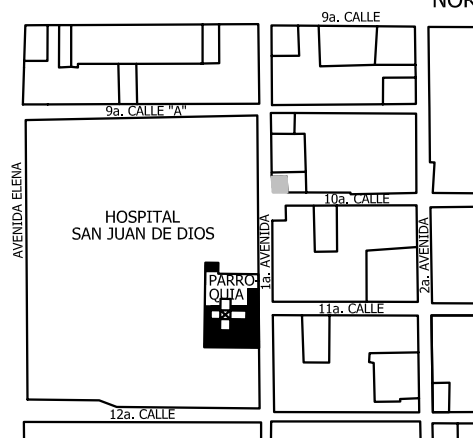 NOR
9a. CALLE
9a. CALLE "A"
AVENIDA ELENA
10a. CALLE
HOSPITAL
SAN JUAN DE DIOS
1a. AVENIDA
2a. AVENIDA
PARRO-
QUIA
11a. CALLE
12a. CALLE